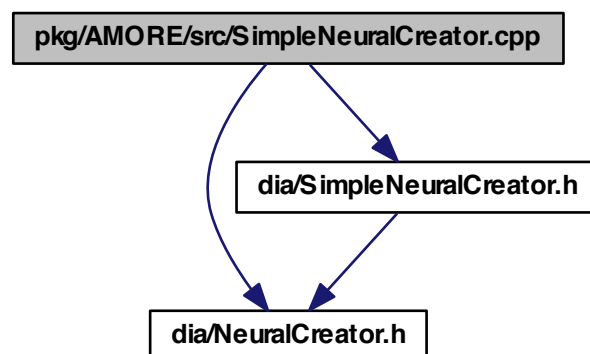 pkg/AMORE/src/SimpleNeuralCreator.cpp
dia/SimpleNeuralCreator.h
dia/NeuralCreator.h